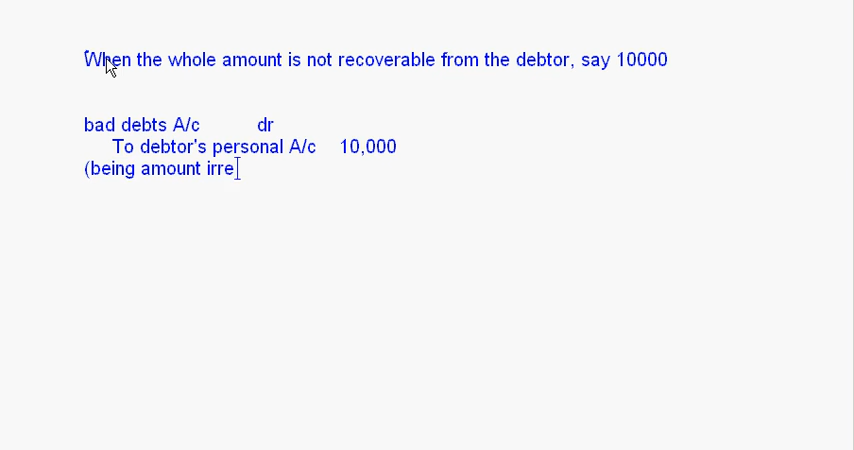 When the whole amount is not recoverable from the debtor, say 10000
bad debts A/c dr
To debtor's personal A/c 10,000
(being amount irre